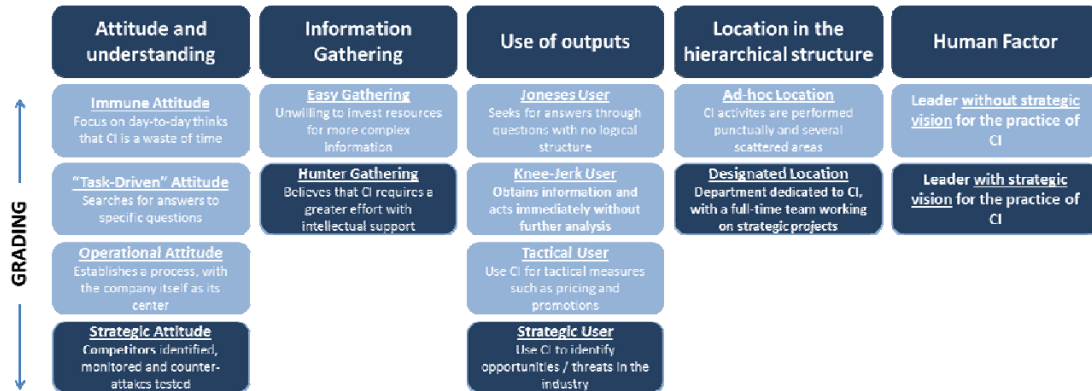 Attitude and
understanding
Information
Gathering
Use of outputs
Location in the
hierarchical structure
Human Factor
GRADING
Immune Attitude
Focus on day-to-day thinks
that CI is a waste of time
Easy Gathering
Unwilling to invest resources
for more complex
information
Joneses User
Seeks for answers through
questions with no logical
structure
Ad-hoc Location
CI activites are performed
punctually and several
scattered areas
Leader without strategic
vision for the practice of
CI
"Task-Driven" Attitude
Searches for answers to
specific questions
Hunter Gathering
Believes that CI requires a
greater effort with
intellectual support
Knee-Jerk User
Obtains information and
acts immediately without
further analysis
Designated Location
Department dedicated to CI,
with a full-time team working
on strategic projects
Leader with strategic
vision for the practice of
CI
Operational Attitude
Establishes a process, with
the company itself as its
center
Tactical User
Use CI for tactical measures
such as pricing and
promotions
Strategic Attitude
Competitors identified,
monitored and counter-
attakes tested
Strategic User
Use CI to identify
opportunities / threats in the
industry